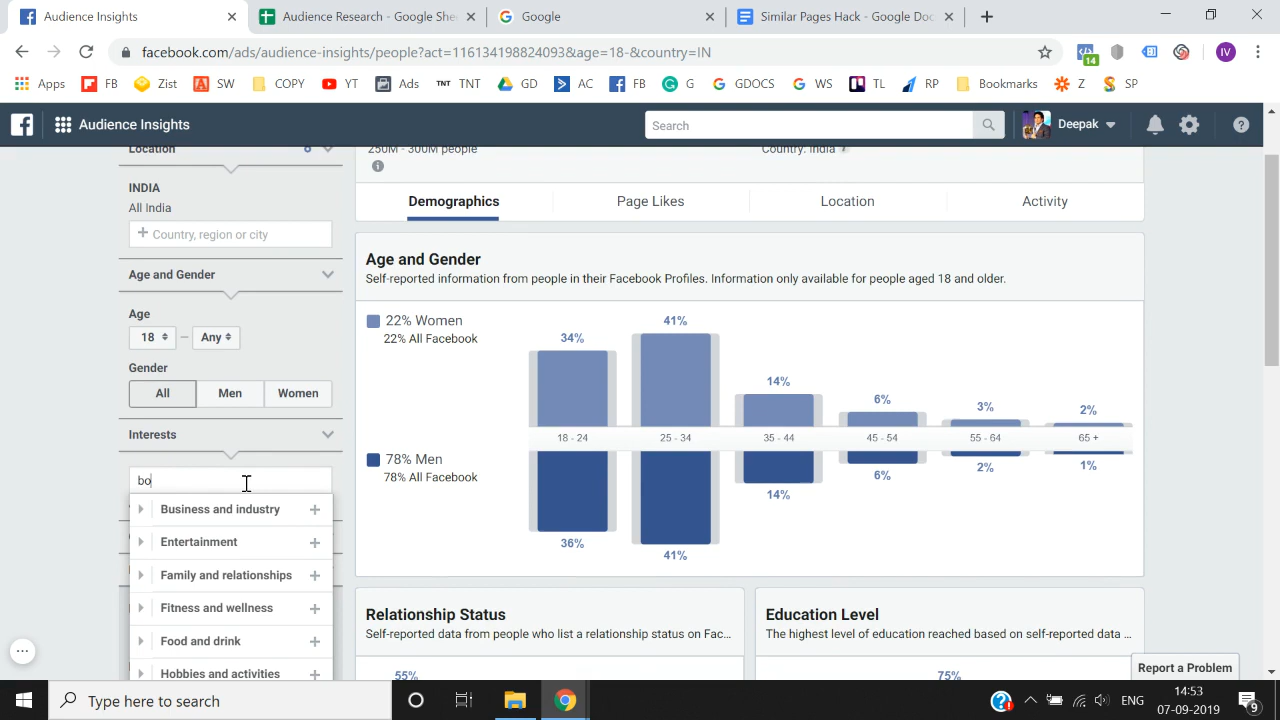 Audience Insights
Audience Research - Google She
Google
Similar Pages Hack - Google Doc
facebook.com/ads/audience-insights/people?act=116134198824093&age=18-&country=IN
14
IV
Apps FB Zist SW COPY YT Ads TNT TNT GD AC FB G GDOCS WS TL RP Bookmarks Z SP
Audience Insights
Search
Deepak
Location
INDIA
All India
Country, region or city
Age and Gender
Age
18 – Any
Gender
All Men Women
Interests
bo
Business and industry
Entertainment
Family and relationships
Fitness and wellness
Food and drink
Hobbies and activities
250M - 300M people
Country: India
Demographics Page Likes Location Activity
Age and Gender
Self-reported information from people in their Facebook Profiles. Information only available for people aged 18 and older.
22% Women
22% All Facebook
34% 41% 14% 6% 3% 2%
18 - 24 25 - 34 35 - 44 45 - 54 55 - 64 65 +
78% Men
78% All Facebook
36% 41% 14% 6% 2% 1%
Relationship Status
Self-reported data from people who list a relationship status on Fac...
55%
Education Level
The highest level of education reached based on self-reported data ...
75%
Report a Problem
Type here to search
ENG
14:53
07-09-2019
9